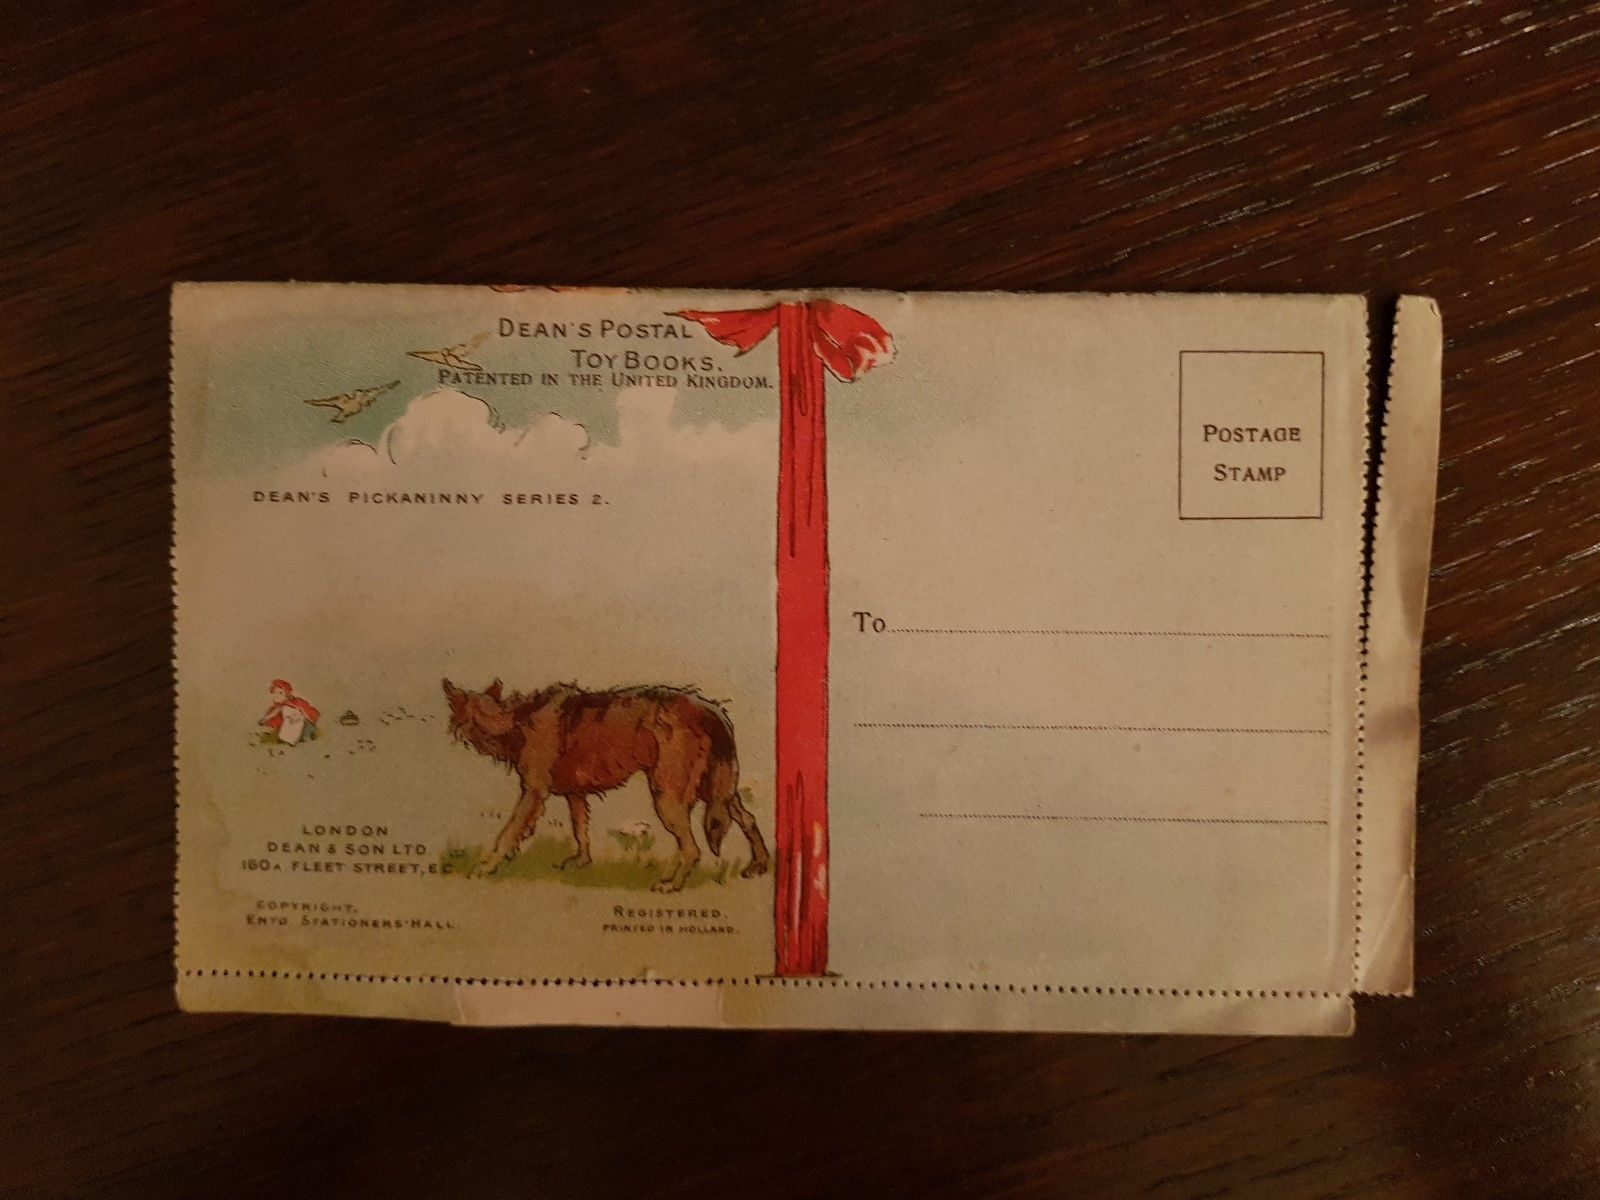 DEAN'S POSTAL
TOY BOOKS.
PATENTED IN THE UNITED KINGDOM.
DEAN'S PICKANINNY SERIES 2.
LONDON
DEAN & SON LTD.
160A FLEET STREET, E.C
COPYRIGHT.
ENTD. STATIONERS' HALL.
REGISTERED.
PRINTED IN HOLLAND.
POSTAGE
STAMP
To